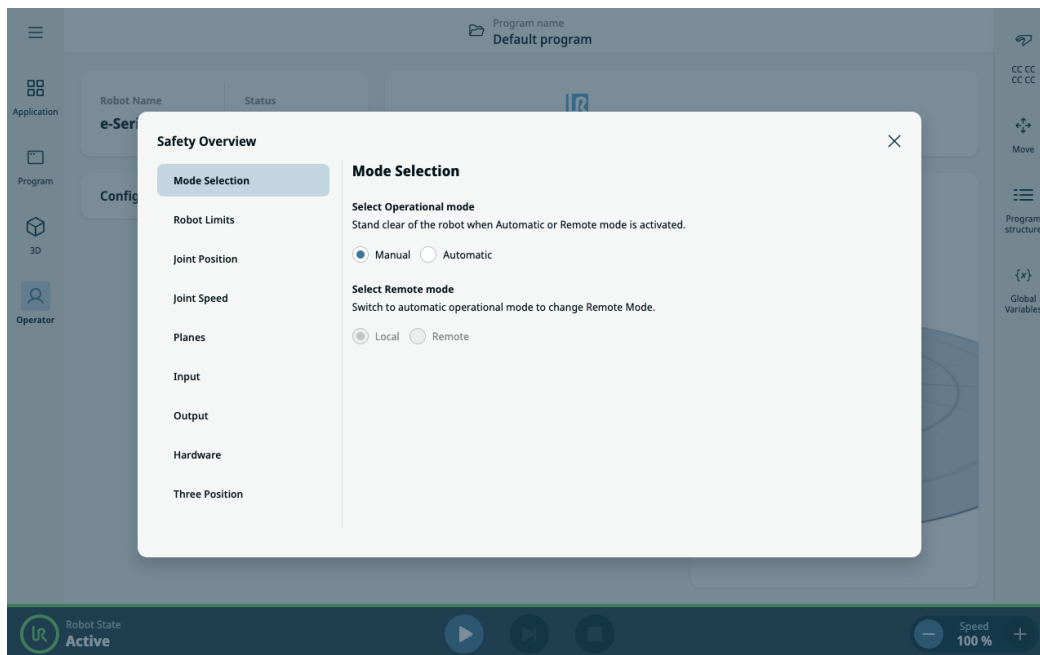 Program name
Default program
Application
Program
3D
Operator
Robot Name
Status
e-Seri
Config
Safety Overview
Mode Selection
Robot Limits
Joint Position
Joint Speed
Planes
Input
Output
Hardware
Three Position
Mode Selection
Select Operational mode
Stand clear of the robot when Automatic or Remote mode is activated.
Manual
Automatic
Select Remote mode
Switch to automatic operational mode to change Remote Mode.
Local
Remote
CC CC
CC CC
Move
Program
structure
{x}
Global
Variables
Robot State
Active
Speed
100 %